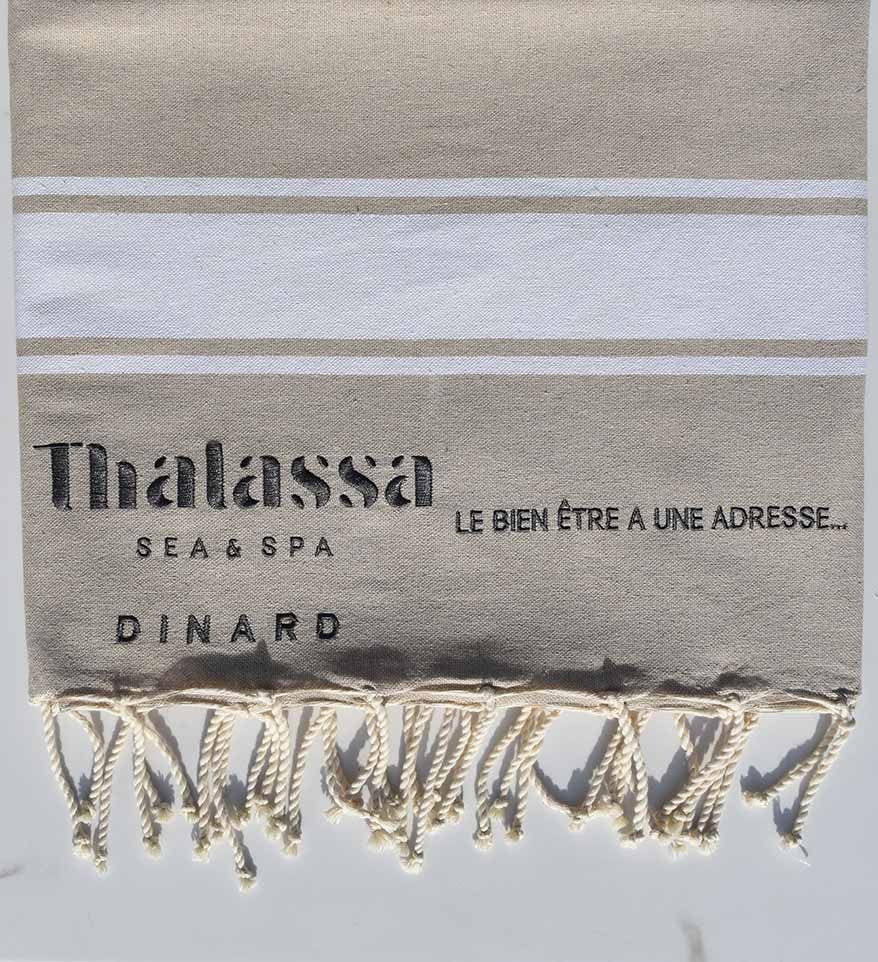 Thalassa
SEA & SPA
DINARD
LE BIEN ÊTRE A UNE ADRESSE...